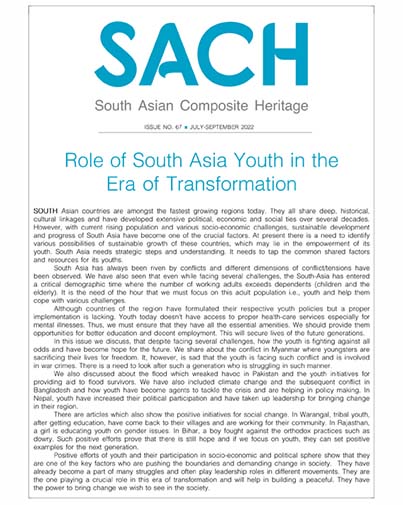 SACH
South Asian Composite Heritage
ISSUE NO. 67 ● JULY-SEPTEMBER 2022
Role of South Asia Youth in the
Era of Transformation
SOUTH Asian countries are amongst the fastest growing regions today. They all share deep, historical,
cultural linkages and have developed extensive political, economic and social ties over several decades.
However, with current rising population and various socio-economic challenges, sustainable development
and progress of South Asia have become one of the crucial factors. At present there is a need to identify
various possibilities of sustainable growth of these countries, which may lie in the empowerment of its
youth. South Asia needs strategic steps and understanding. It needs to tap the common shared factors
and resources for its youths.
South Asia has always been riven by conflicts and different dimensions of conflict/tensions have
been observed. We have also seen that even while facing several challenges, the South-Asia has entered
a critical demographic time where the number of working adults exceeds dependents (children and the
elderly). It is the need of the hour that we must focus on this adult population i.e., youth and help them
cope with various challenges.
Although countries of the region have formulated their respective youth policies but a proper
implementation is lacking. Youth today doesn't have access to proper health-care services especially for
mental illnesses. Thus, we must ensure that they have all the essential amenities. We should provide them
opportunities for better education and decent employment. This will secure lives of the future generations.
In this issue we discuss, that despite facing several challenges, how the youth is fighting against all
odds and have become hope for the future. We share about the conflict in Myanmar where youngsters are
sacrificing their lives for freedom. It, however, is sad that the youth is facing such conflict and is involved
in war crimes. There is a need to look after such a generation who is struggling in such manner.
We also discussed about the flood which wreaked havoc in Pakistan and the youth initiatives for
providing aid to flood survivors. We have also included climate change and the subsequent conflict in
Bangladesh and how youth have become agents to tackle the crisis and are helping in policy making. In
Nepal, youth have increased their political participation and have taken up leadership for bringing change
in their region.
There are articles which also show the positive initiatives for social change. In Warangal, tribal youth,
after getting education, have come back to their villages and are working for their community. In Rajasthan,
a girl is educating youth on gender issues. In Bihar, a boy fought against the orthodox practices such as
dowry. Such positive efforts prove that there is still hope and if we focus on youth, they can set positive
examples for the next generation.
Positive efforts of youth and their participation in socio-economic and political sphere show that they
are one of the key factors who are pushing the boundaries and demanding change in society. They have
already become a part of many struggles and often play leadership roles in different movements. They are
the one playing a crucial role in this era of transformation and will help in building a peaceful. They have
the power to bring change we wish to see in the society.